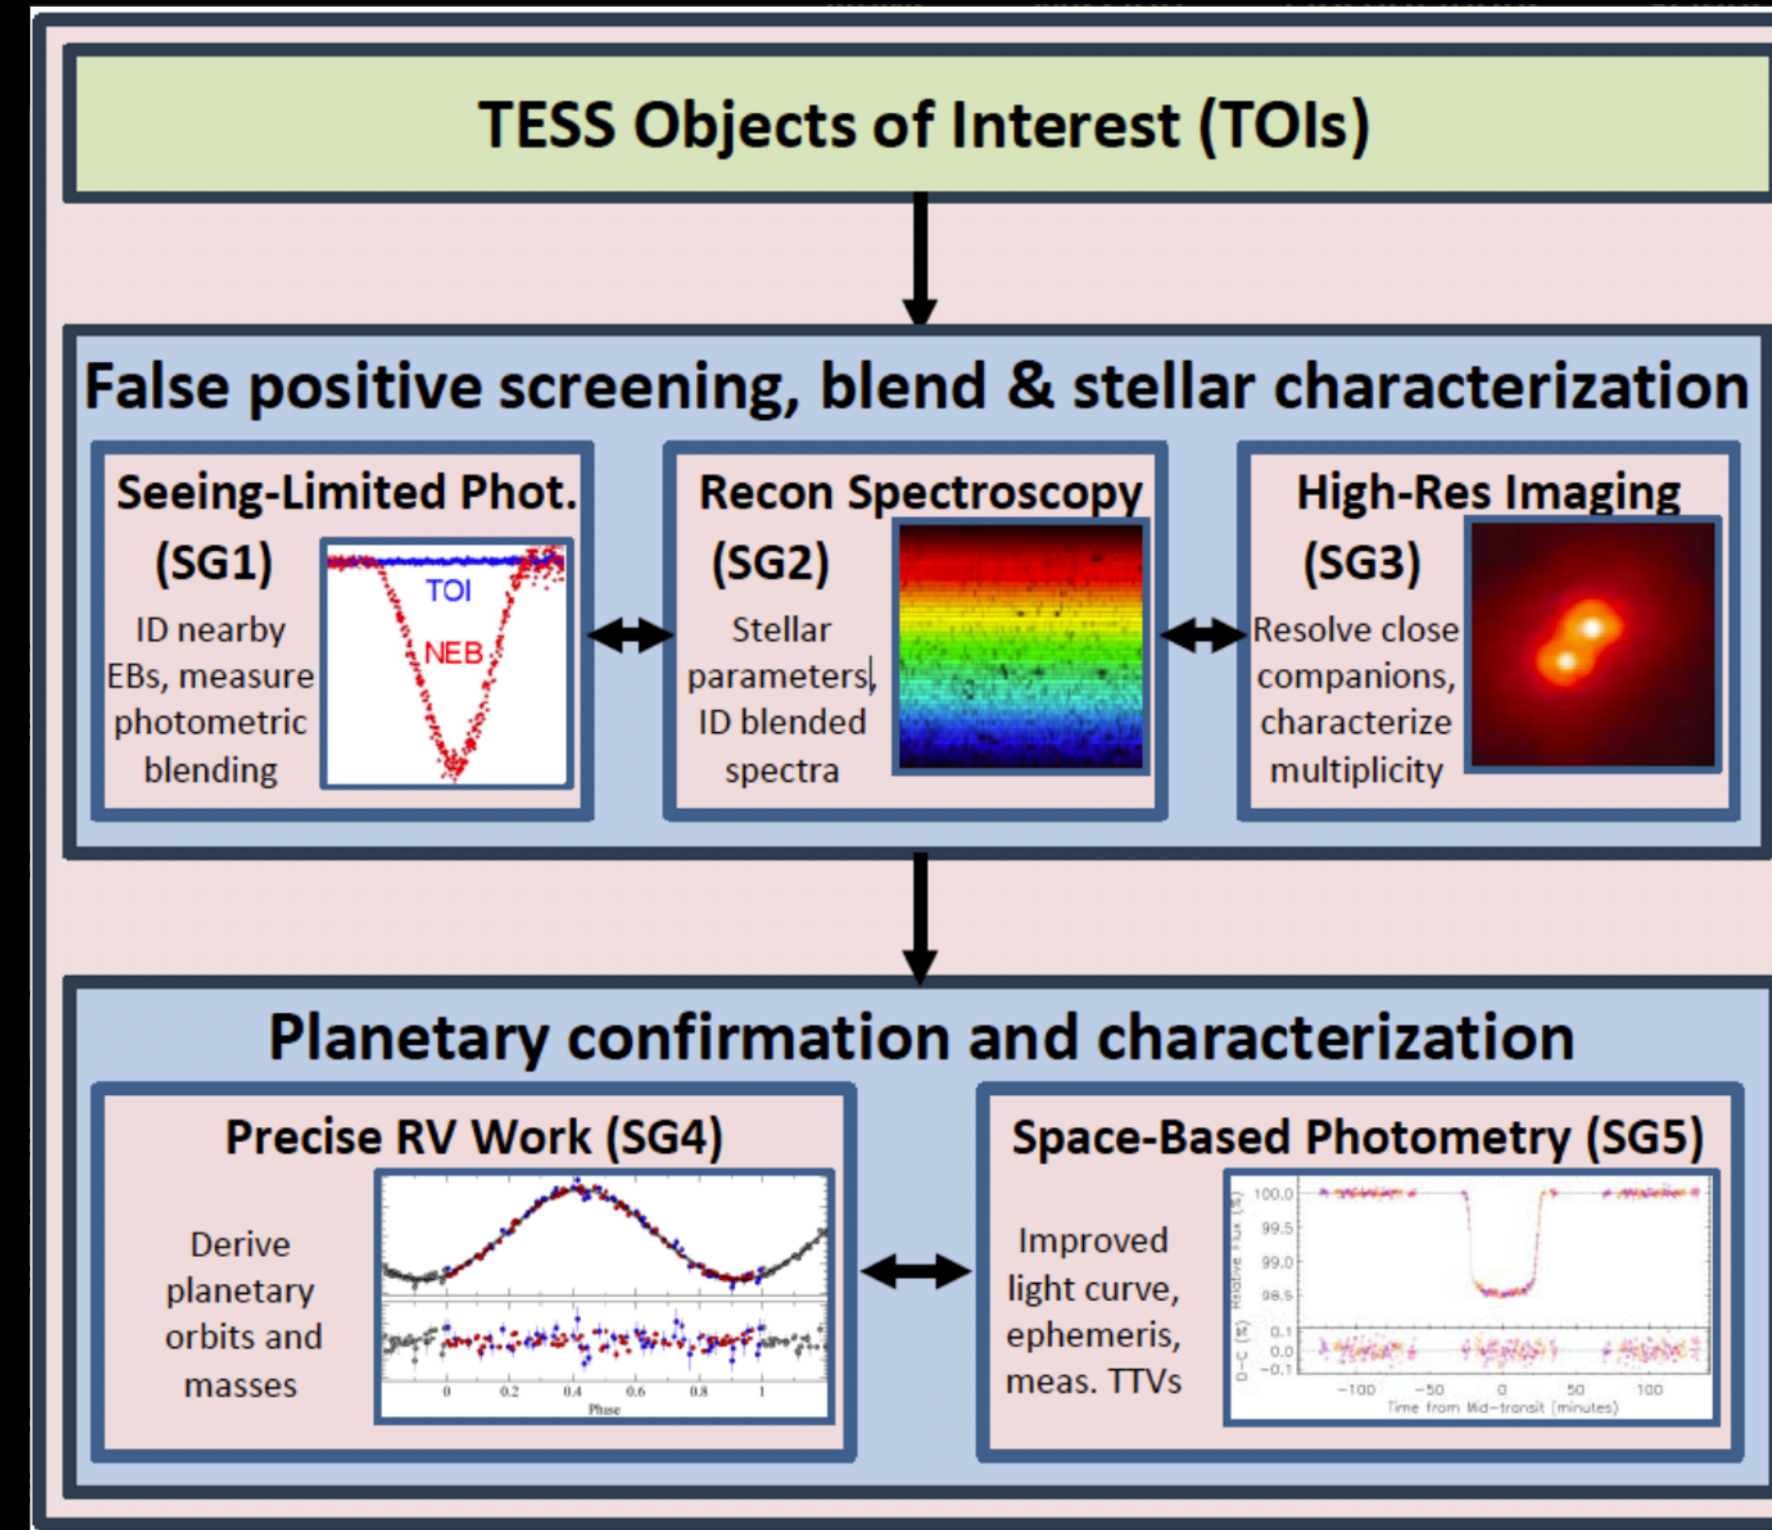 TESS Objects of Interest (TOIs)
False positive screening, blend & stellar characterization
Seeing-Limited Phot.
(SG1)
ID nearby
EBs, measure
photometric
blending
TOI
NEB
Recon Spectroscopy
(SG2)
Stellar
parameters,
ID blended
spectra
High-Res Imaging
(SG3)
Resolve close
companions,
characterize
multiplicity
Planetary confirmation and characterization
Precise RV Work (SG4)
Derive
planetary
orbits and
masses
0 0.2 0.4 0.6 0.8 1
Phase
Space-Based Photometry (SG5)
Improved
light curve,
ephemeris,
meas. TTVs
Relative Flux (%)
100.0
99.5
99.0
98.5
O-C (%)
0.1
0.0
-0.1
-100 -50 0 50 100
Time from Mid-transit (minutes)